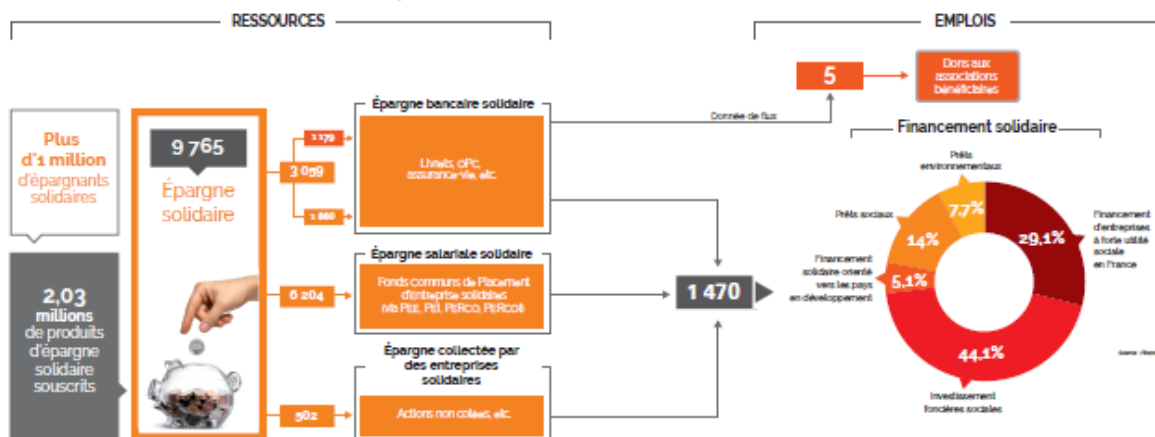 RESSOURCES
EMPLOIS
5
Dons aux
associations
bénéficiaires
Épargne bancaire solidaire
Donnée de flux
Plus
d'1 million
d'épargnants
solidaires
9 765
Épargne
solidaire
1 179
3 059
1 880
Livrets, OPC,
assurance-vie, etc.
Financement solidaire
Prêts
environnementaux
7,7%
Prêts sociaux
14%
29,1%
Financement
d'entreprises
à forte utilité
sociale
en France
Financement
solidaire orienté
vers les pays
en développement
5,1%
44,1%
Investissement
foncières sociales
Épargne salariale solidaire
6 204
Fonds communs de Placement
d'entreprise solidaires
1 470
2,03
millions
de produits
d'épargne
solidaire
souscrits
Épargne collectée par
des entreprises
solidaires
502
Actions non cotées, etc.